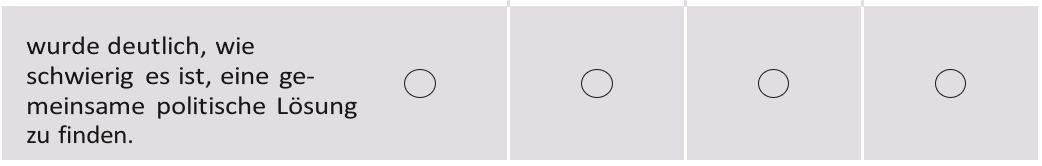 wurde deutlich, wie
schwierig es ist, eine ge-
meinsame politische Lösung
zu finden.